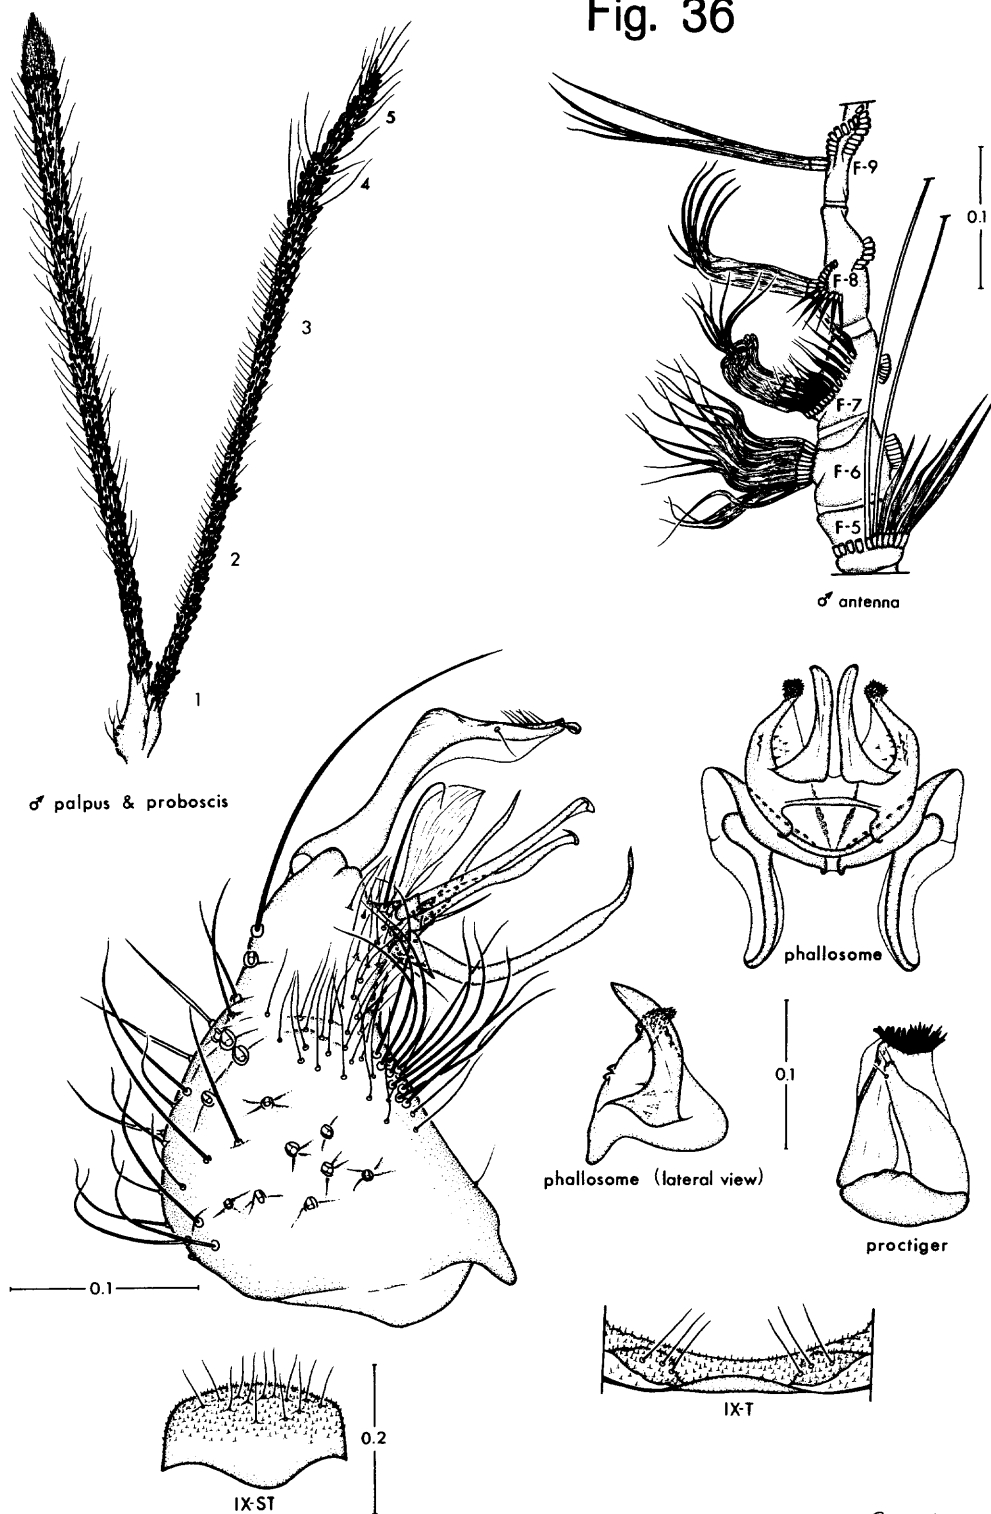 Fig. 36
5
4
3
2
1
♂ palpus & proboscis
F-9
0.1
F-8
F-7
F-6
F-5
♂ antenna
phallosome
0.1
phallosome (lateral view)
proctiger
0.1
IX-T
0.2
IX-ST